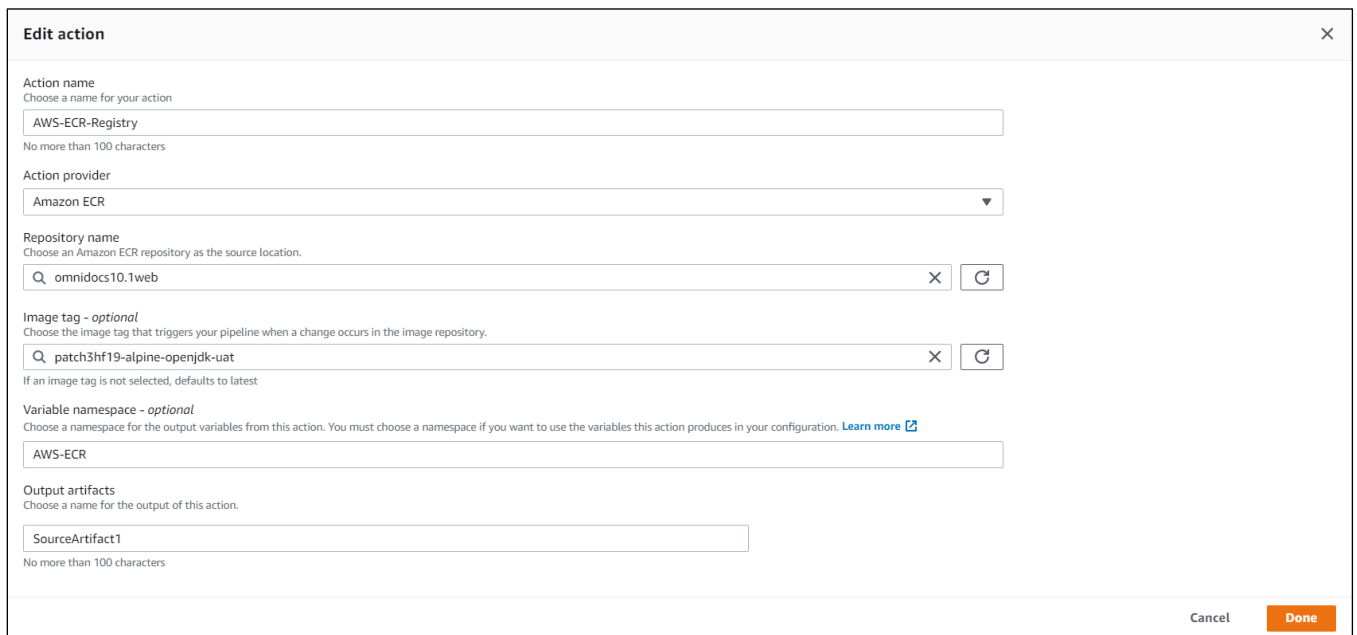 Edit action
Action name
Choose a name for your action
AWS-ECR-Registry
No more than 100 characters
Action provider
Amazon ECR
Repository name
Choose an Amazon ECR repository as the source location.
omnidocs10.1web
Image tag - optional
Choose the image tag that triggers your pipeline when a change occurs in the image repository.
patch3hf19-alpine-openjdk-uat
If an image tag is not selected, defaults to latest
Variable namespace - optional
Choose a namespace for the output variables from this action. You must choose a namespace if you want to use the variables this action produces in your configuration. Learn more
AWS-ECR
Output artifacts
Choose a name for the output of this action.
SourceArtifact1
No more than 100 characters
Cancel Done